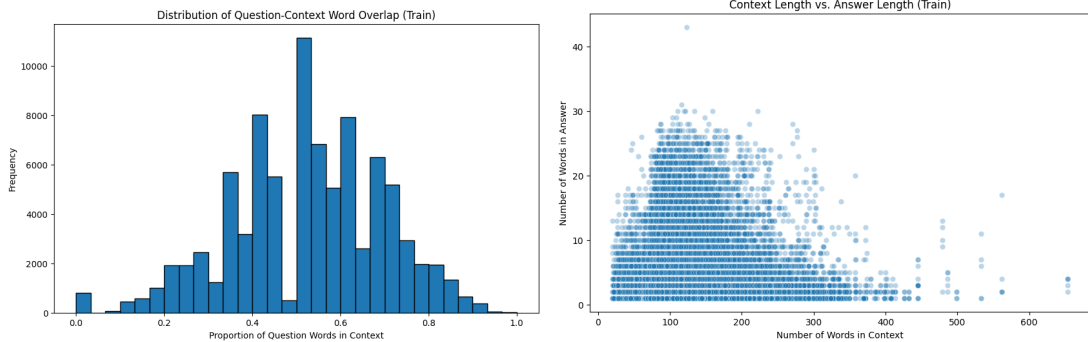 Distribution of Question-Context Word Overlap (Train)
Frequency
10000
8000
6000
4000
2000
0
0.0 0.2 0.4 0.6 0.8 1.0
Proportion of Question Words in Context
Context Length vs. Answer Length (Train)
Number of Words in Answer
40
30
20
10
0
0 100 200 300 400 500 600
Number of Words in Context